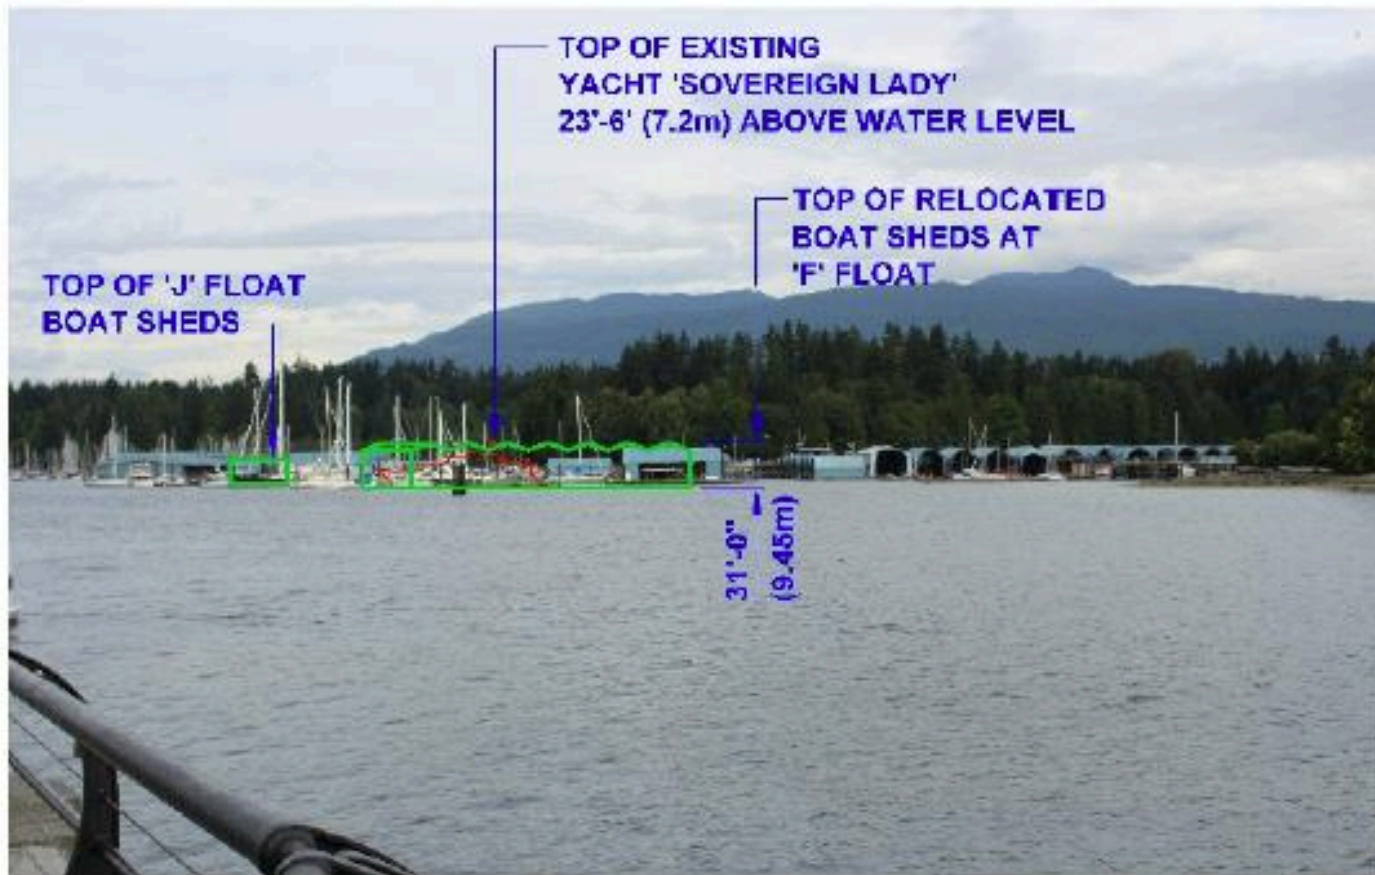 TOP OF EXISTING
YACHT 'SOVEREIGN LADY'
23'-6' (7.2m) ABOVE WATER LEVEL
TOP OF RELOCATED
BOAT SHEDS AT
'F' FLOAT
TOP OF 'J' FLOAT
BOAT SHEDS
31'-0"
(9.45m)